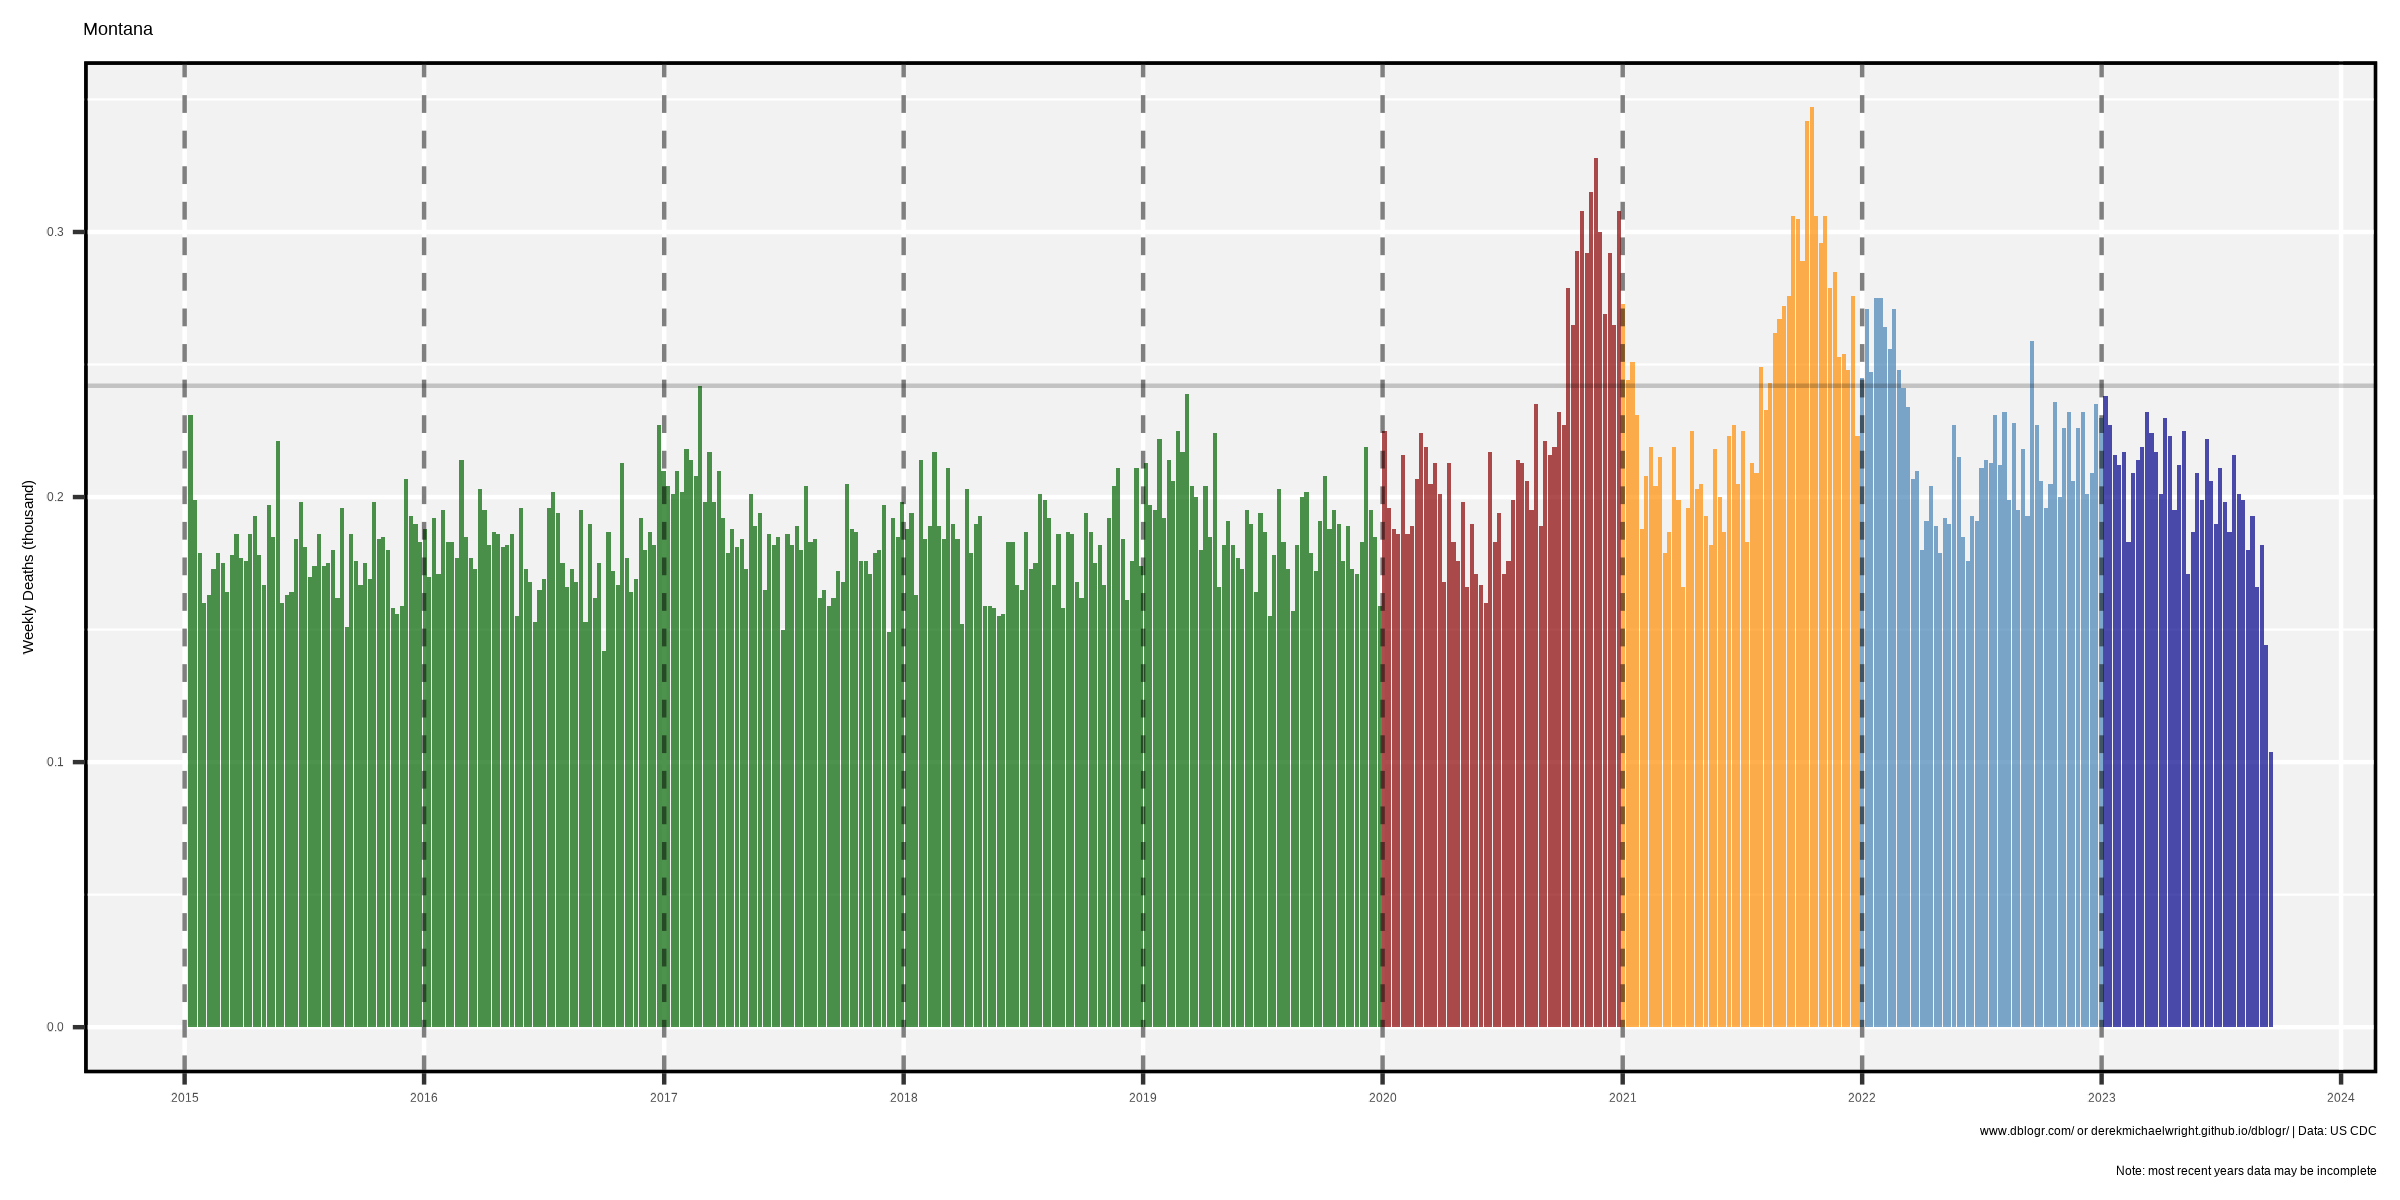 Montana
Weekly Deaths (thousand)
0.3
0.2
0.1
0.0
2015 2016 2017 2018 2019 2020 2021 2022 2023 2024
www.dblogr.com/ or derekmichaelwright.github.io/dblogr/ | Data: US CDC
Note: most recent years data may be incomplete